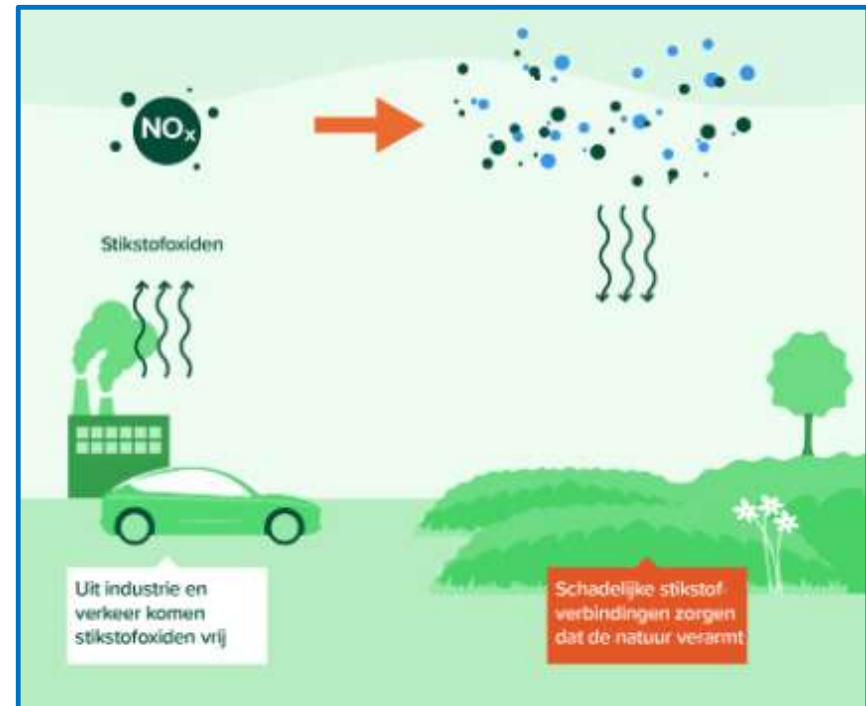 NOx
Stikstofoxiden
Uit industrie en
verkeer komen
stikstofoxiden vrij
Schadelijke stikstof-
verbindingen zorgen
dat de natuur verarmt